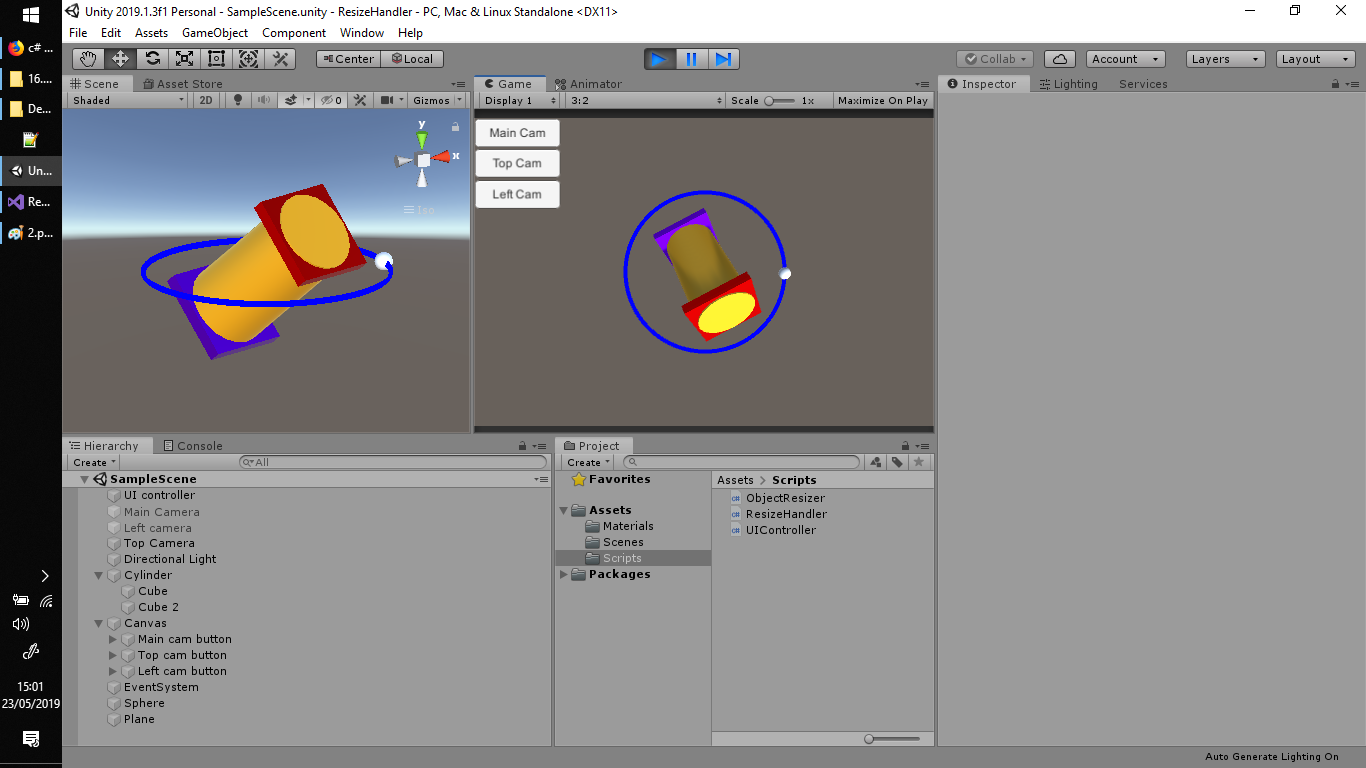 Unity 2019.1.3f1 Personal - SampleScene.unity - ResizeHandler - PC, Mac & Linux Standalone <DX11>
File Edit Assets GameObject Component Window Help
Center Local Collab Account Layers Layout
Scene Asset Store Game Animator Inspector Lighting Services
Shaded 2D 0 Gizmos Display 1 3:2 Scale 1x Maximize On Play
y
x
Main Cam
Top Cam
Left Cam
c# ...
16....
De...
Un...
Re...
2.p...
15:01
23/05/2019
Hierarchy Console
Create All
SampleScene
UI controller
Main Camera
Left camera
Top Camera
Directional Light
Cylinder
Cube
Cube 2
Canvas
Main cam button
Top cam button
Left cam button
EventSystem
Sphere
Plane
Project
Create
Favorites
Assets
Materials
Scenes
Scripts
Packages
Assets > Scripts
ObjectResizer
ResizeHandler
UIController
Auto Generate Lighting On